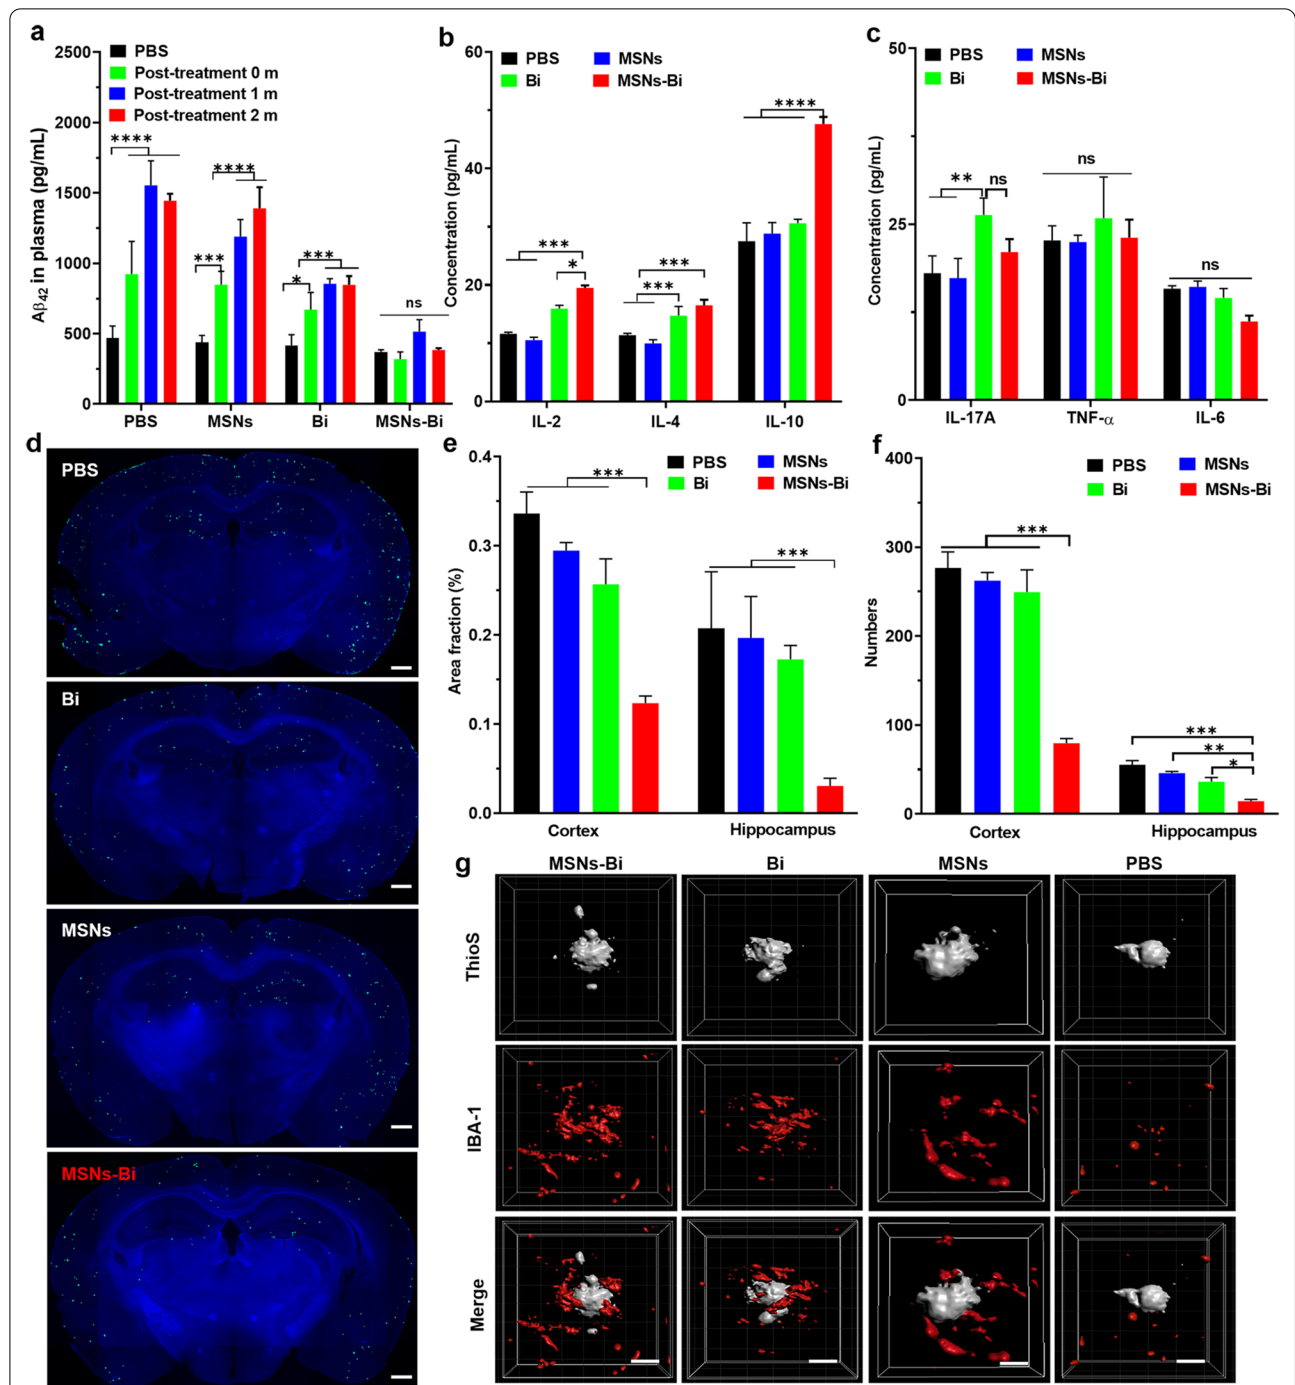 a
2500
2000
1500
1000
500
0
Aβ42 in plasma (pg/mL)
PBS
Post-treatment 0 m
Post-treatment 1 m
Post-treatment 2 m
****
***
****
*
***
ns
PBS MSNs Bi MSNs-Bi
b
60
40
20
0
Concentration (pg/mL)
PBS MSNs
Bi MSNs-Bi
***
*
***
***
****
IL-2 IL-4 IL-10
c
50
25
0
Concentration (pg/mL)
PBS MSNs
Bi MSNs-Bi
**
ns
ns
ns
IL-17A TNF-α IL-6
d
PBS
Bi
MSNs
MSNs-Bi
e
0.4
0.3
0.2
0.1
0.0
Area fraction (%)
PBS MSNs
Bi MSNs-Bi
***
***
Cortex Hippocampus
f
400
300
200
100
0
Numbers
PBS MSNs
Bi MSNs-Bi
***
***
**
*
Cortex Hippocampus
g
MSNs-Bi Bi MSNs PBS
ThioS
IBA-1
Merge